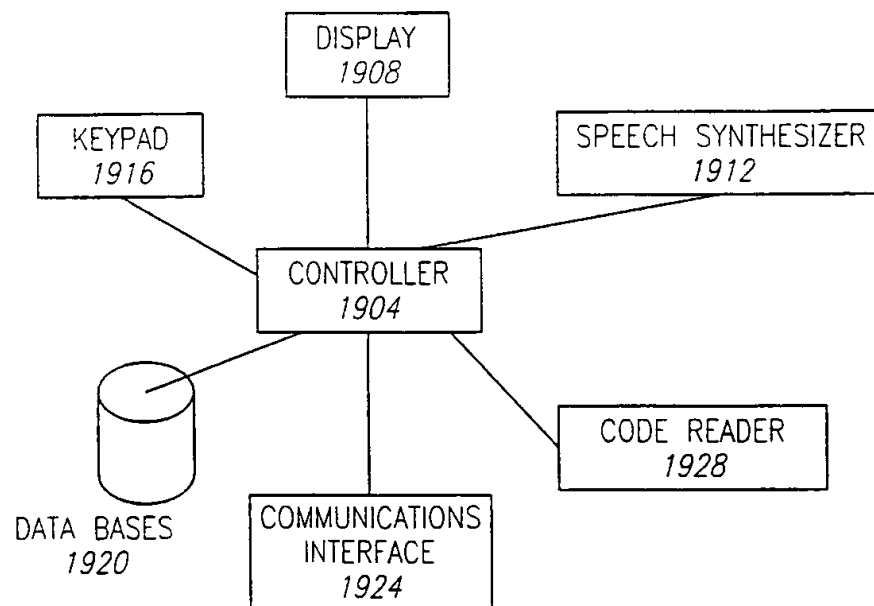 DISPLAY
1908
KEYPAD
1916
SPEECH SYNTHESIZER
1912
CONTROLLER
1904
DATA BASES
1920
COMMUNICATIONS
INTERFACE
1924
CODE READER
1928